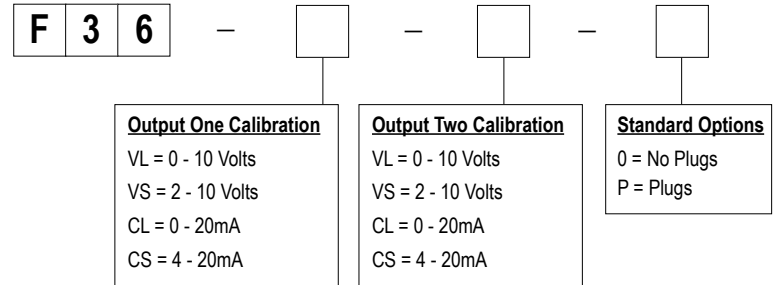 F 3 6 – – -
Output One Calibration
VL = 0 - 10 Volts
VS = 2 - 10 Volts
CL = 0 - 20mA
CS = 4 - 20mA
Output Two Calibration
VL = 0 - 10 Volts
VS = 2 - 10 Volts
CL = 0 - 20mA
CS = 4 - 20mA
Standard Options
0 = No Plugs
P = Plugs